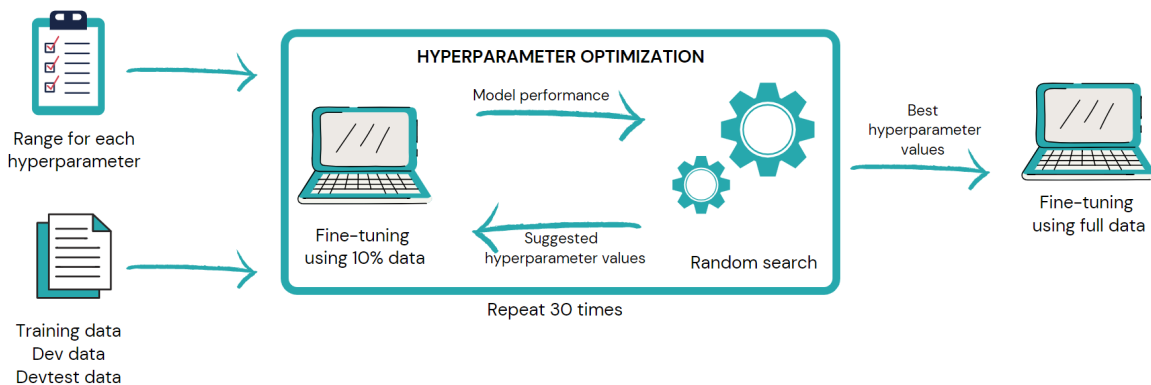 HYPERPARAMETER OPTIMIZATION
Range for each
hyperparameter
Training data
Dev data
Devtest data
Model performance
Fine-tuning
using 10% data
Suggested
hyperparameter values
Random search
Repeat 30 times
Best
hyperparameter
values
Fine-tuning
using full data